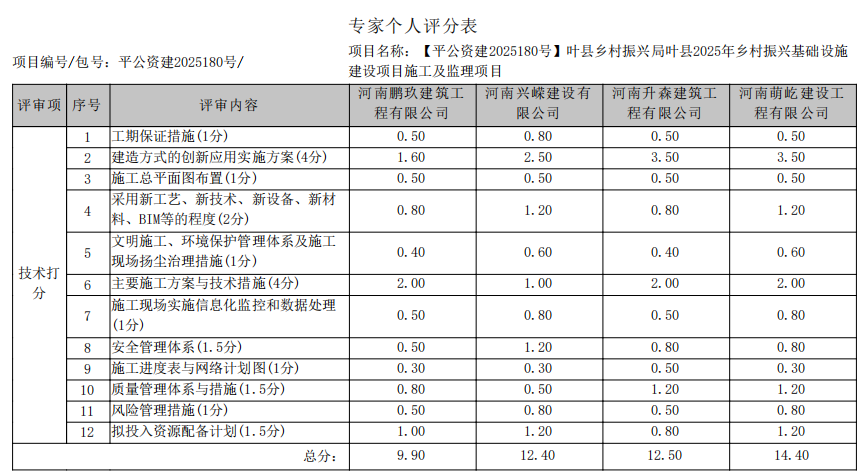 专家个人评分表
项目编号/包号: 平公资建2025180号/
项目名称: 【平公资建2025180号】叶县乡村振兴局叶县2025年乡村振兴基础设施
建设项目施工及监理项目
评审项 序号 评审内容 河南鹏玖建筑工程有限公司 河南兴嵘建设有限公司 河南升森建筑工程有限公司 河南萌屹建设工程有限公司
技术打分
1 工期保证措施(1分) 0.50 0.80 0.50 0.50
2 建造方式的创新应用实施方案(4分) 1.60 2.50 3.50 3.50
3 施工总平面图布置(1分) 0.50 0.50 0.50 0.50
4 采用新工艺、新技术、新设备、新材料、BIM等的程度(2分) 0.80 1.20 0.80 1.20
5 文明施工、环境保护管理体系及施工现场扬尘治理措施(1分) 0.40 0.60 0.40 0.60
6 主要施工方案与技术措施(4分) 2.00 1.00 2.00 2.00
7 施工现场实施信息化监控和数据处理(1分) 0.50 0.80 0.50 0.80
8 安全管理体系(1.5分) 0.50 1.20 0.80 0.80
9 施工进度表与网络计划图(1分) 0.30 0.30 0.50 0.30
10 质量管理体系与措施(1.5分) 0.80 0.50 1.20 1.20
11 风险管理措施(1分) 0.50 0.80 0.50 0.80
12 拟投入资源配备计划(1.5分) 1.00 1.20 0.80 1.20
总分: 9.90 12.40 12.50 14.40